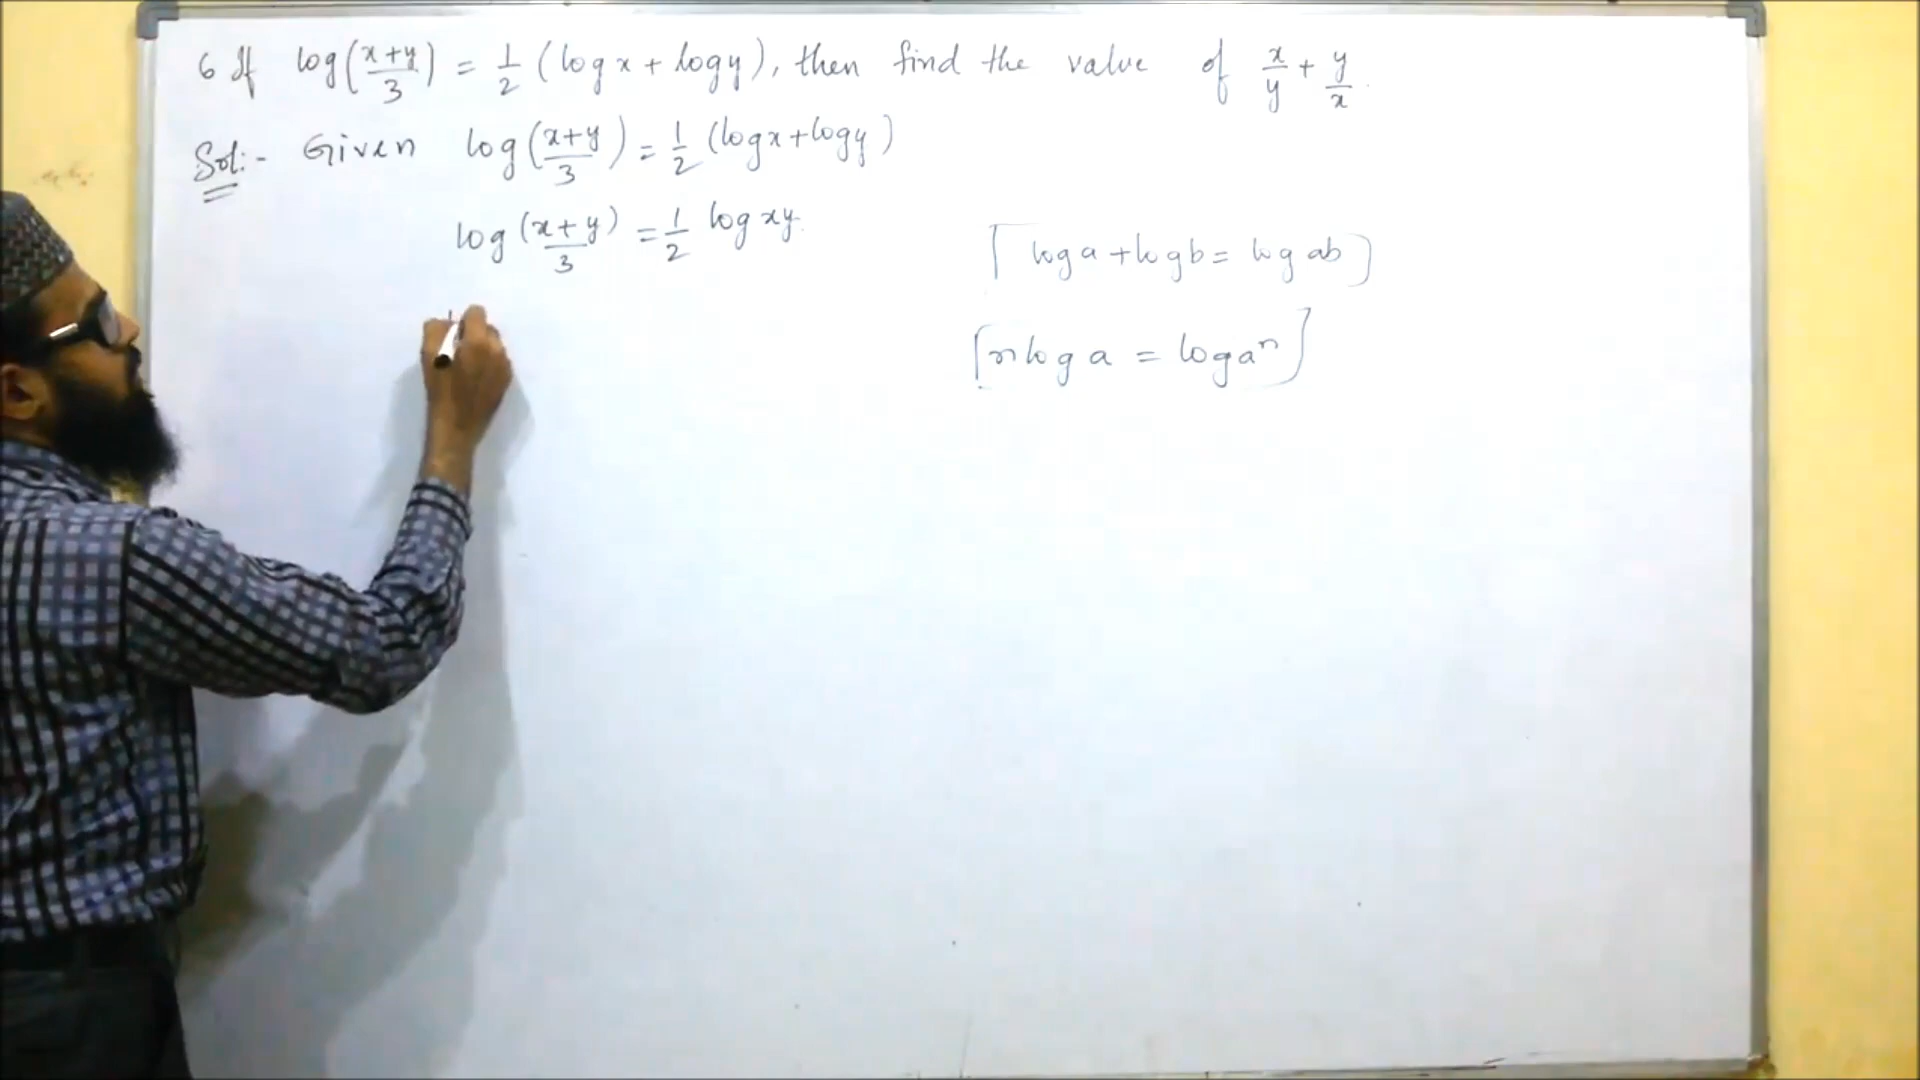 6 If log(x+y/3) = 1/2 (log x + log y), then find the value of x/y + y/x.
Sol:- Given log(x+y/3) = 1/2 (log x + log y)
log (x+y/3) = 1/2 log xy.
[log a + log b = log ab]
[n log a = log aⁿ]